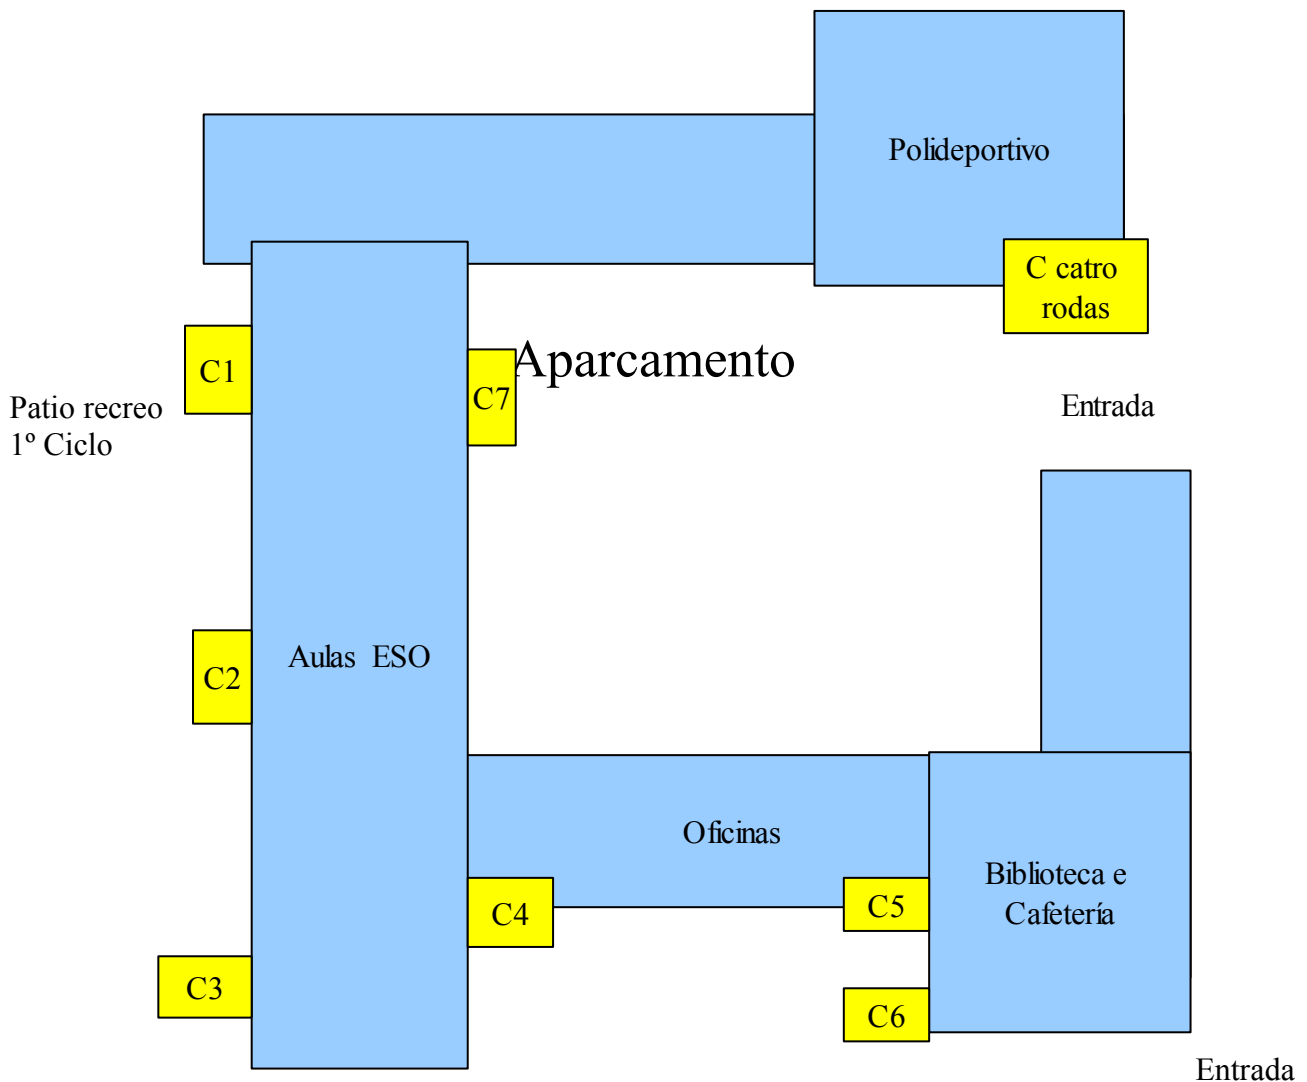 Polideportivo
C catro
rodas
C1
Aparcamento
C7
Patio recreo
1º Ciclo
Entrada
C2
Aulas ESO
Oficinas
Biblioteca e
Cafetería
C4
C5
C3
C6
Entrada